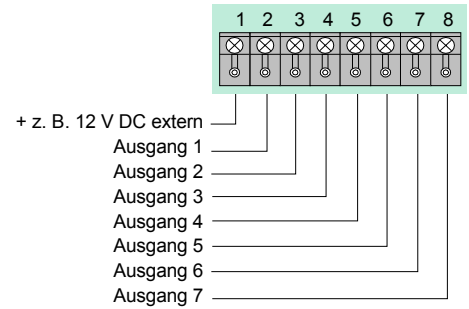 1 2 3 4 5 6 7 8
+ z. B. 12 V DC extern
Ausgang 1
Ausgang 2
Ausgang 3
Ausgang 4
Ausgang 5
Ausgang 6
Ausgang 7